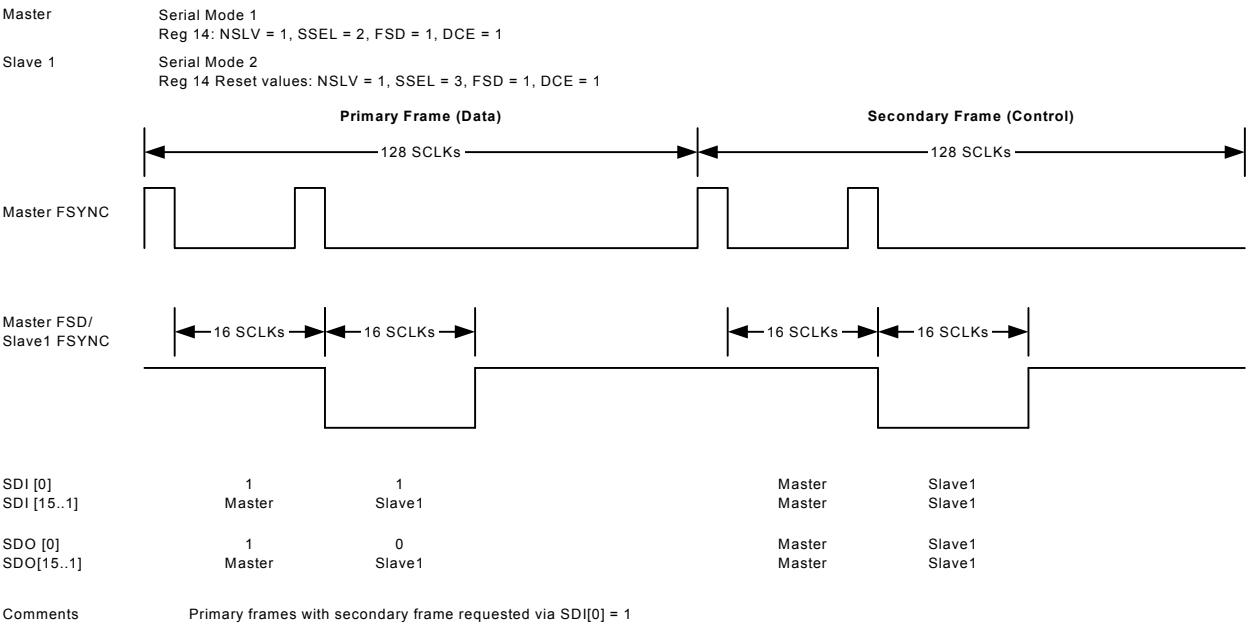 Master Serial Mode 1
Reg 14: NSLV = 1, SSEL = 2, FSD = 1, DCE = 1
Slave 1 Serial Mode 2
Reg 14 Reset values: NSLV = 1, SSEL = 3, FSD = 1, DCE = 1
Primary Frame (Data) Secondary Frame (Control)
128 SCLKs 128 SCLKs
Master FSYNC
Master FSD/
Slave1 FSYNC
16 SCLKs 16 SCLKs 16 SCLKs 16 SCLKs
SDI [0] 1 1 Master Slave1
SDI [15..1] Master Slave1 Master Slave1
SDO [0] 1 0 Master Slave1
SDO[15..1] Master Slave1 Master Slave1
Comments Primary frames with secondary frame requested via SDI[0] = 1